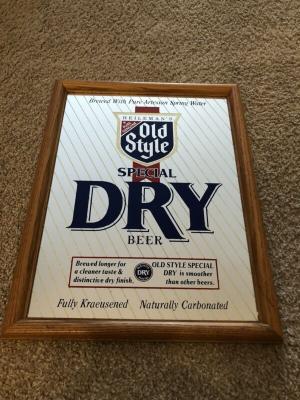 Brewed With Pure Artesian Spring Water
HEILEMAN'S
Old
Style
SPECIAL
DRY
BEER
Brewed longer for
a cleaner taste &
distinctive dry finish.
DRY
OLD STYLE SPECIAL
DRY is smoother
than other beers.
Fully Kraeusened Naturally Carbonated